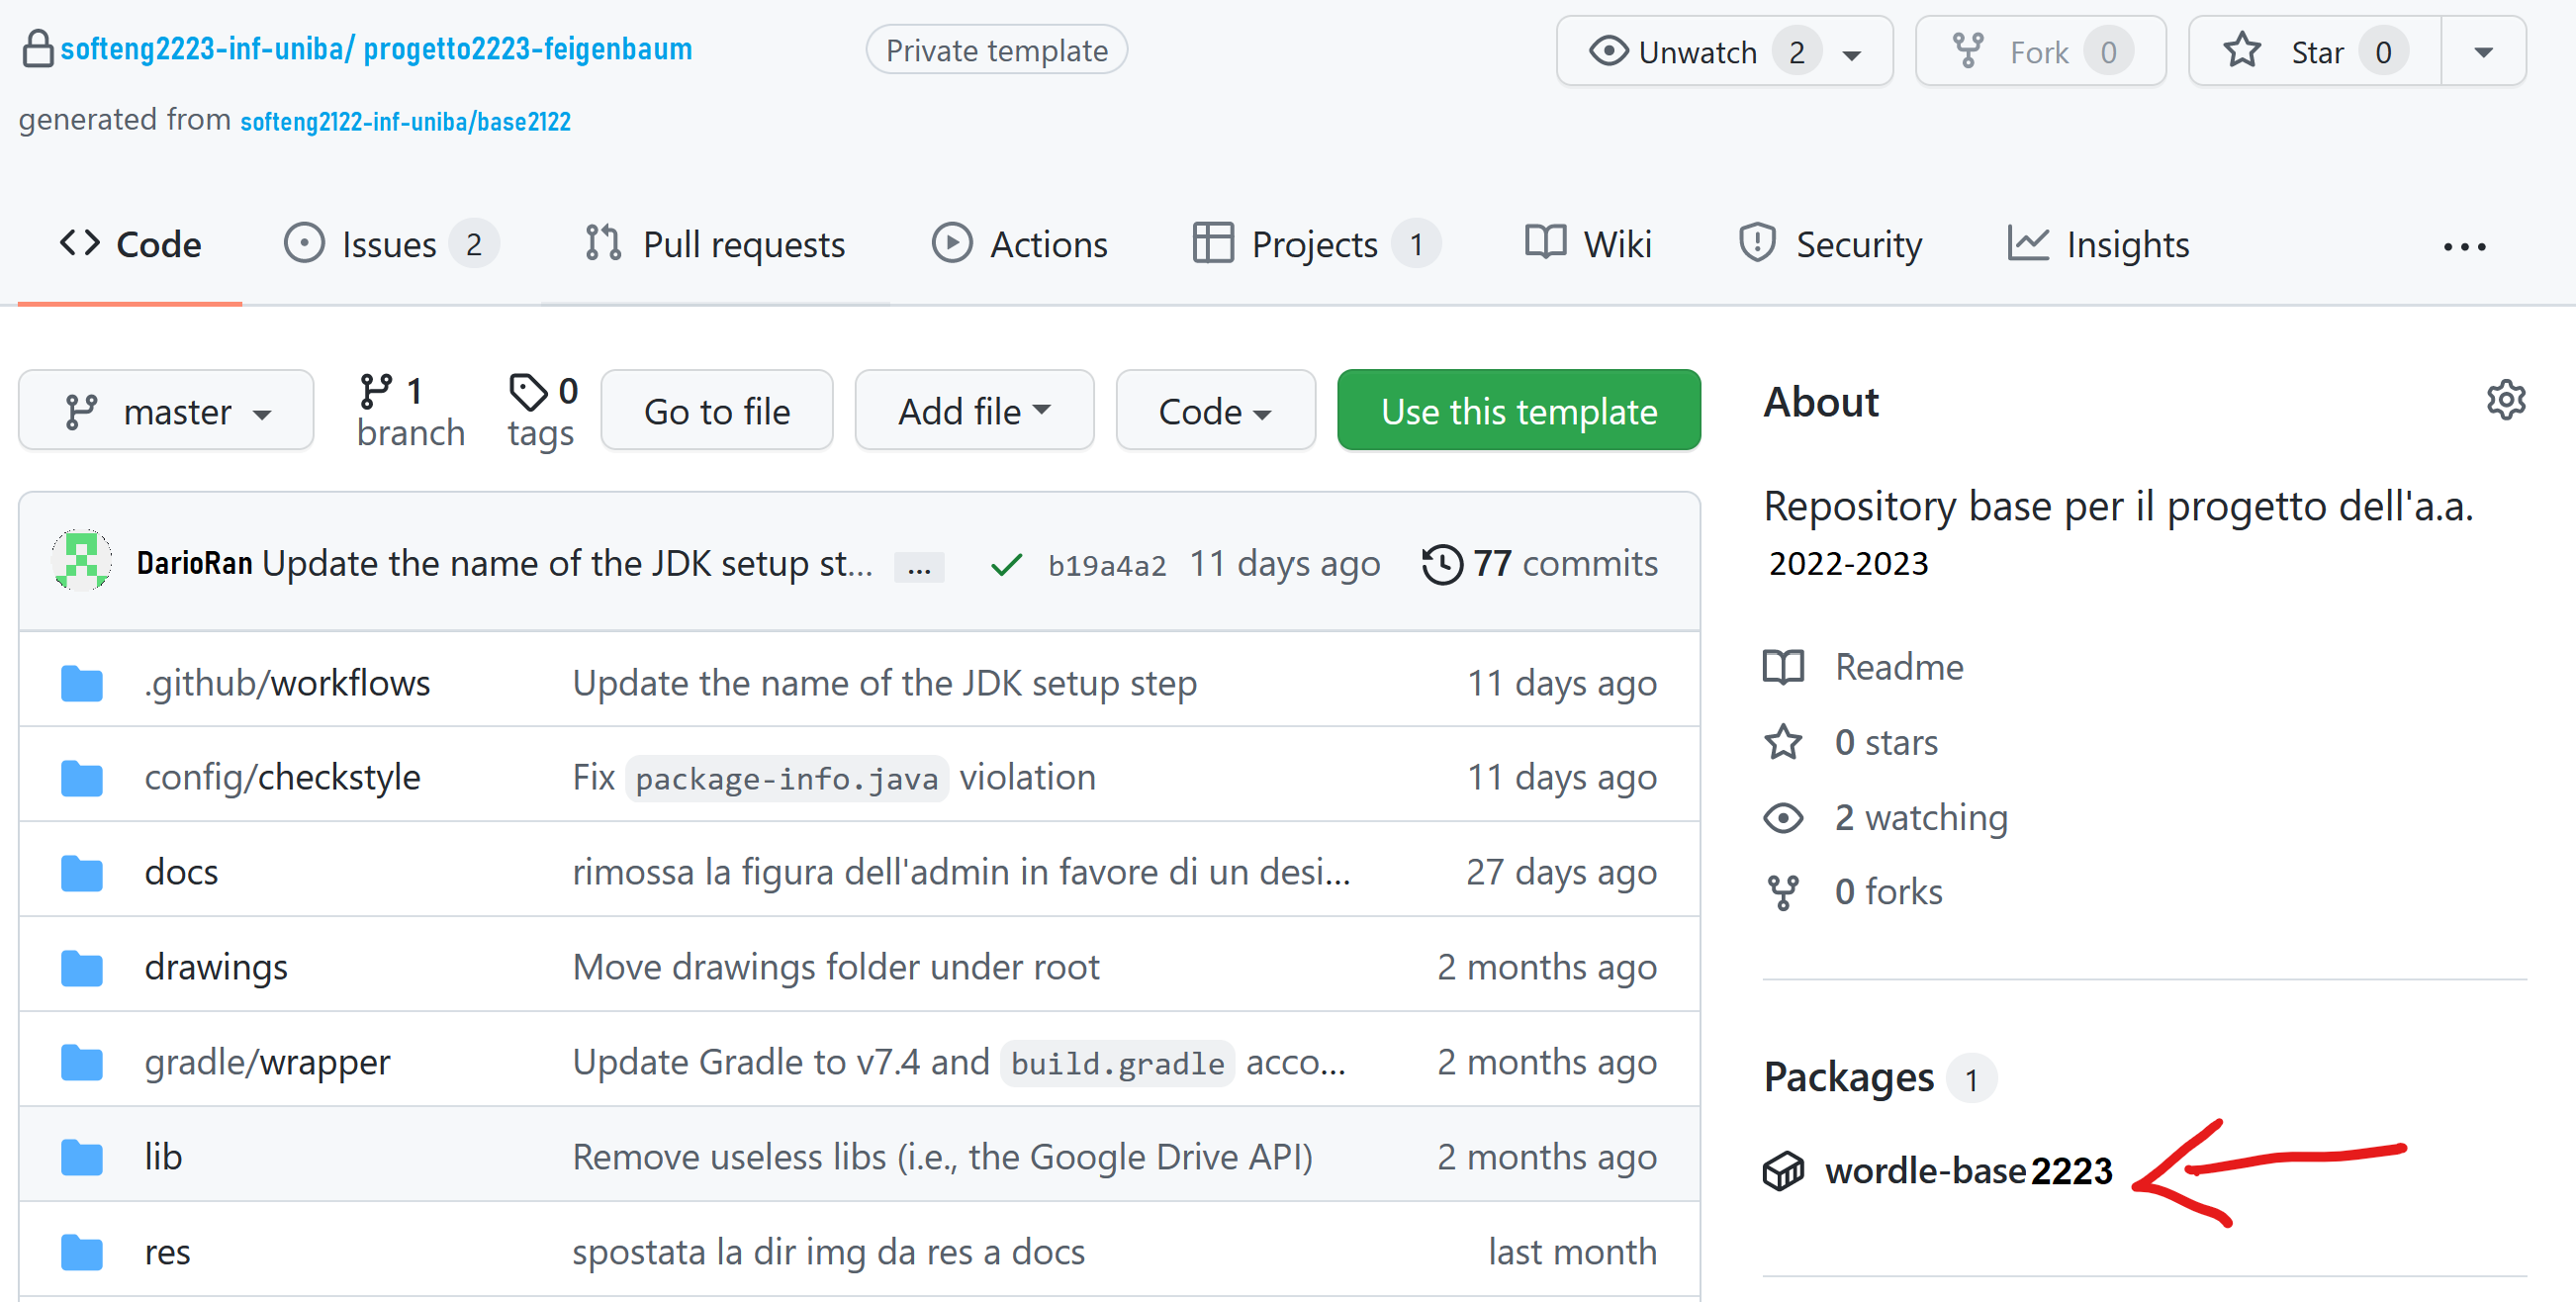 softeng2223-inf-uniba/ progetto2223-feigenbaum Private template Unwatch 2 Fork 0 Star 0
generated from softeng2122-inf-uniba/base2122
Code Issues 2 Pull requests Actions Projects 1 Wiki Security Insights ...
master 1 branch 0 tags Go to file Add file Code Use this template
DarioRan Update the name of the JDK setup st... ... b19a4a2 11 days ago 77 commits
.github/workflows Update the name of the JDK setup step 11 days ago
config/checkstyle Fix package-info.java violation 11 days ago
docs rimossa la figura dell'admin in favore di un desi... 27 days ago
drawings Move drawings folder under root 2 months ago
gradle/wrapper Update Gradle to v7.4 and build.gradle acco... 2 months ago
lib Remove useless libs (i.e., the Google Drive API) 2 months ago
res spostata la dir img da res a docs last month
About
Repository base per il progetto dell'a.a.
2022-2023
Readme
0 stars
2 watching
0 forks
Packages 1
wordle-base2223